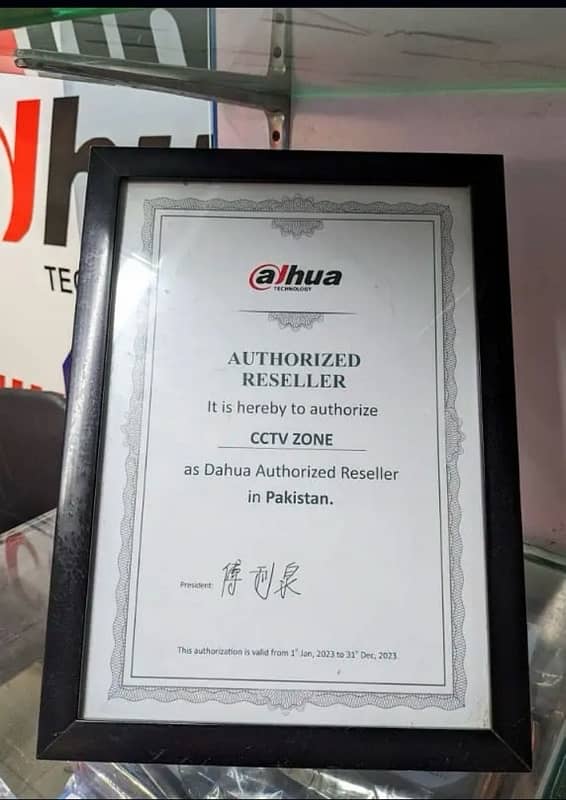 alhua
TECHNOLOGY
AUTHORIZED
RESELLER
It is hereby to authorize
CCTV ZONE
as Dahua Authorized Reseller
in Pakistan.
President: 傅利泉
This authorization is valid from 1st Jan, 2023 to 31st Dec, 2023.